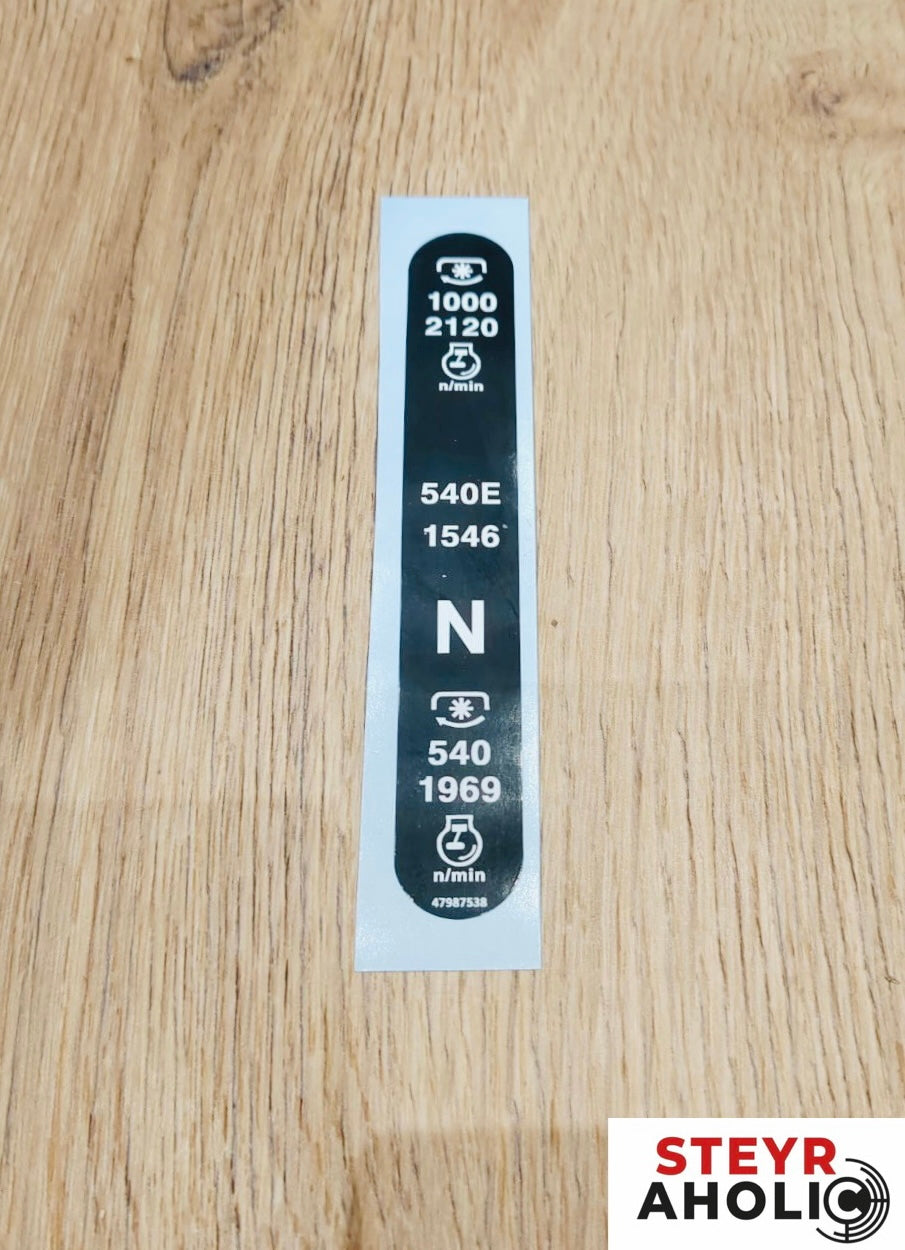 1000
2120
n/min
540E
1546
N
540
1969
n/min
47987538
STEYR
AHOLIC